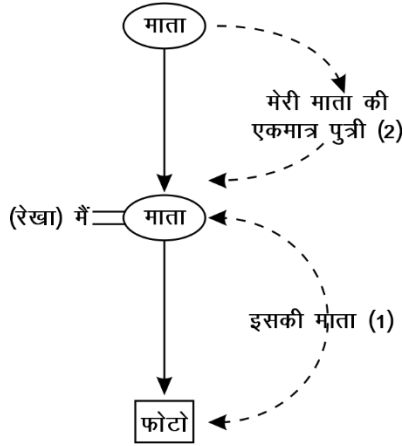 माता
मेरी माता की
एकमात्र पुत्री (2)
(रेखा) मैं
माता
इसकी माता (1)
फोटो